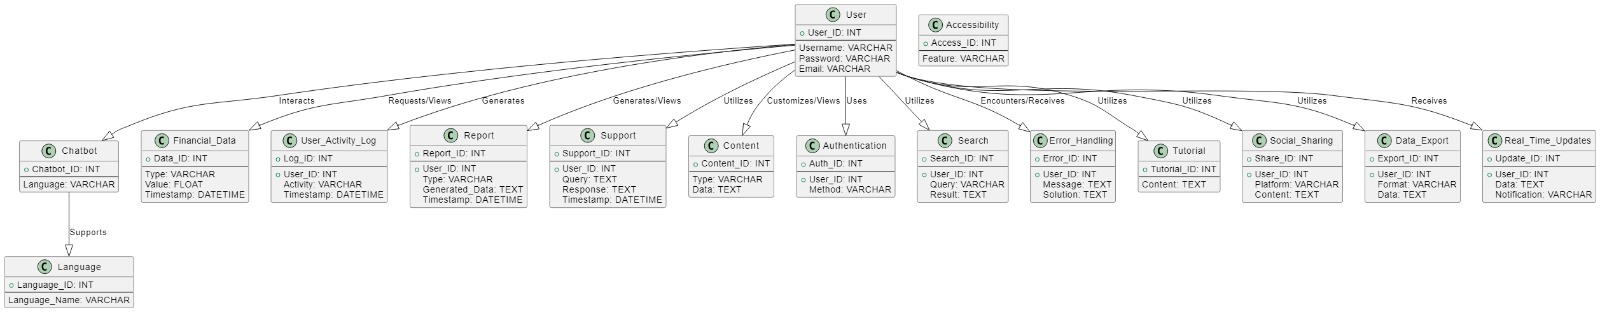 C User
User_ID: INT
Username: VARCHAR
Password: VARCHAR
Email: VARCHAR
C Accessibility
Access_ID: INT
Feature: VARCHAR
Interacts
Requests/Views
Generates
Generates/Views
Utilizes
Customizes/Views
Uses
Utilizes
Encounters/Receives
Utilizes
Utilizes
Utilizes
Receives
C Chatbot
Chatbot_ID: INT
Language: VARCHAR
C Financial_Data
Data_ID: INT
Type: VARCHAR
Value: FLOAT
Timestamp: DATETIME
C User_Activity_Log
Log_ID: INT
User_ID: INT
Activity: VARCHAR
Timestamp: DATETIME
C Report
Report_ID: INT
User_ID: INT
Type: VARCHAR
Generated_Data: TEXT
Timestamp: DATETIME
C Support
Support_ID: INT
User_ID: INT
Query: TEXT
Response: TEXT
Timestamp: DATETIME
C Content
Content_ID: INT
Type: VARCHAR
Data: TEXT
C Authentication
Auth_ID: INT
User_ID: INT
Method: VARCHAR
C Search
Search_ID: INT
User_ID: INT
Query: VARCHAR
Result: TEXT
C Error_Handling
Error_ID: INT
User_ID: INT
Message: TEXT
Solution: TEXT
C Tutorial
Tutorial_ID: INT
Content: TEXT
C Social_Sharing
Share_ID: INT
User_ID: INT
Platform: VARCHAR
Content: TEXT
C Data_Export
Export_ID: INT
User_ID: INT
Format: VARCHAR
Data: TEXT
C Real_Time_Updates
Update_ID: INT
User_ID: INT
Data: TEXT
Notification: VARCHAR
Supports
C Language
Language_ID: INT
Language_Name: VARCHAR